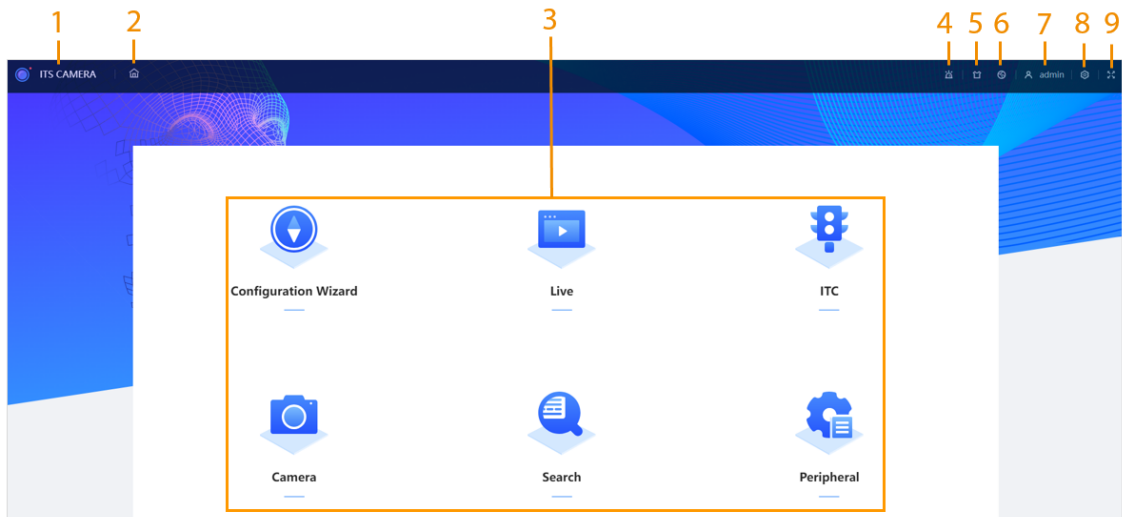 1 2 3 4 5 6 7 8 9
ITS CAMERA admin
Configuration Wizard Live ITC
Camera Search Peripheral